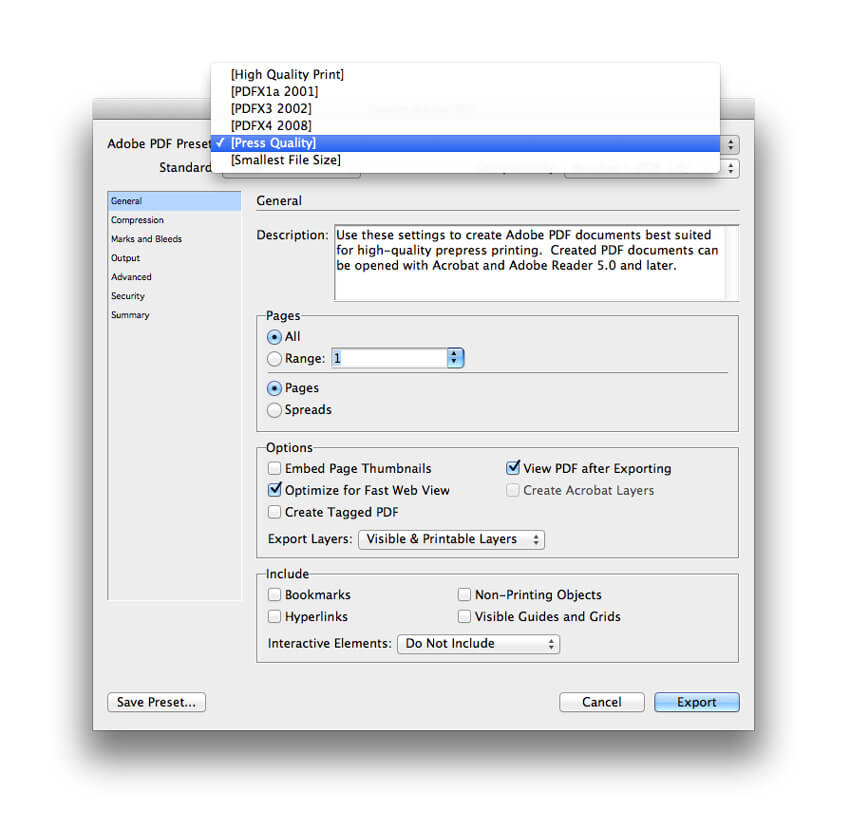 [High Quality Print]
[PDFX1a 2001]
[PDFX3 2002]
[PDFX4 2008]
Adobe PDF Preset
✓ [Press Quality]
[Smallest File Size]
Standard
General
Compression
Marks and Bleeds
Output
Advanced
Security
Summary
General
Description: Use these settings to create Adobe PDF documents best suited
for high-quality prepress printing. Created PDF documents can
be opened with Acrobat and Adobe Reader 5.0 and later.
Pages
All
Range: 1
Pages
Spreads
Options
Embed Page Thumbnails
View PDF after Exporting
Optimize for Fast Web View
Create Acrobat Layers
Create Tagged PDF
Export Layers: Visible & Printable Layers
Include
Bookmarks
Non-Printing Objects
Hyperlinks
Visible Guides and Grids
Interactive Elements: Do Not Include
Save Preset...
Cancel
Export